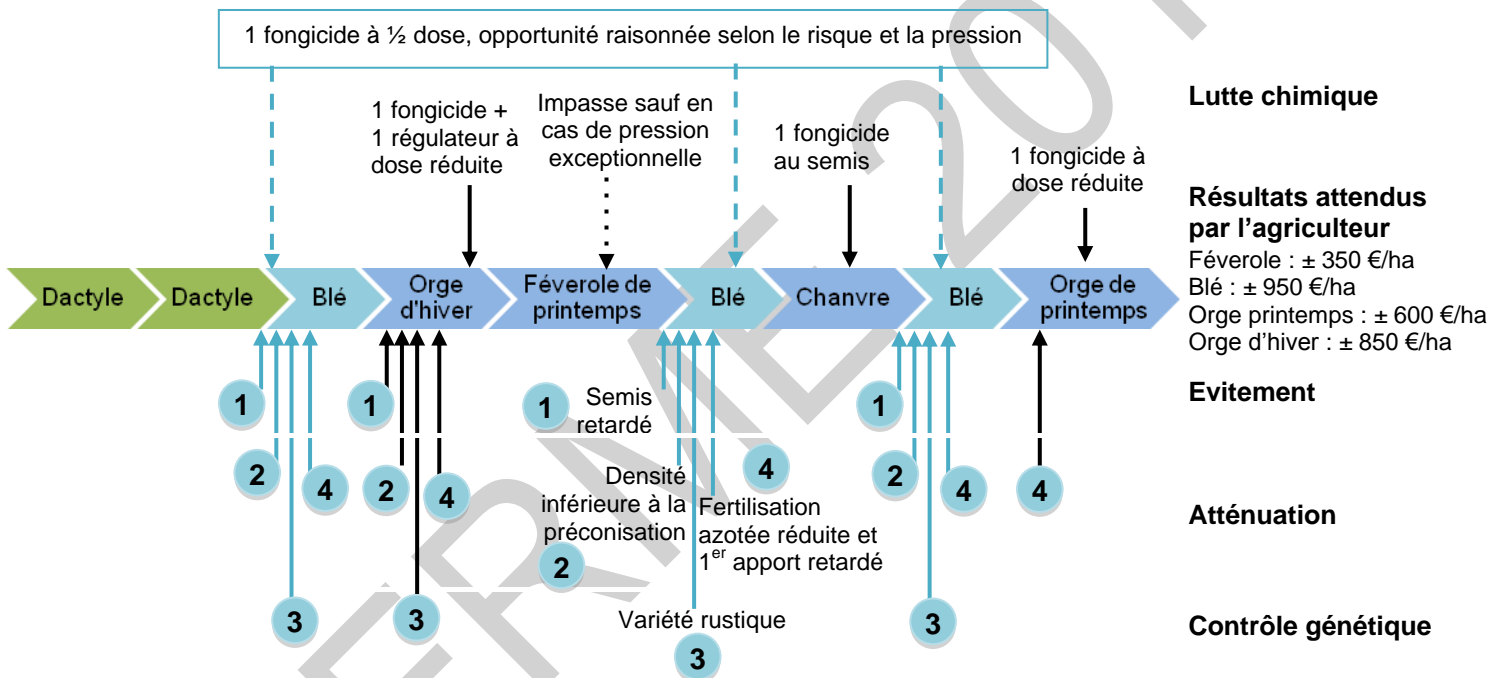 1 fongicide à ½ dose, opportunité raisonnée selon le risque et la pression
Lutte chimique
1 fongicide +
1 régulateur à
dose réduite
Impasse sauf en
cas de pression
exceptionnelle
1 fongicide
au semis
1 fongicide à
dose réduite
Résultats attendus
par l'agriculteur
Féverole : ± 350 €/ha
Blé : ± 950 €/ha
Orge printemps : ± 600 €/ha
Orge d'hiver : ± 850 €/ha
Dactyle
Dactyle
Blé
Orge
d'hiver
Féverole de
printemps
Blé
Chanvre
Blé
Orge de
printemps
Evitement
1
1
1
Semis
retardé
1
Atténuation
2
4
2
4
Densité
inférieure à la
préconisation
2
4
Fertilisation
azotée réduite et
1er apport retardé
2
4
4
Contrôle génétique
3
3
Variété rustique
3
3
ERME 201